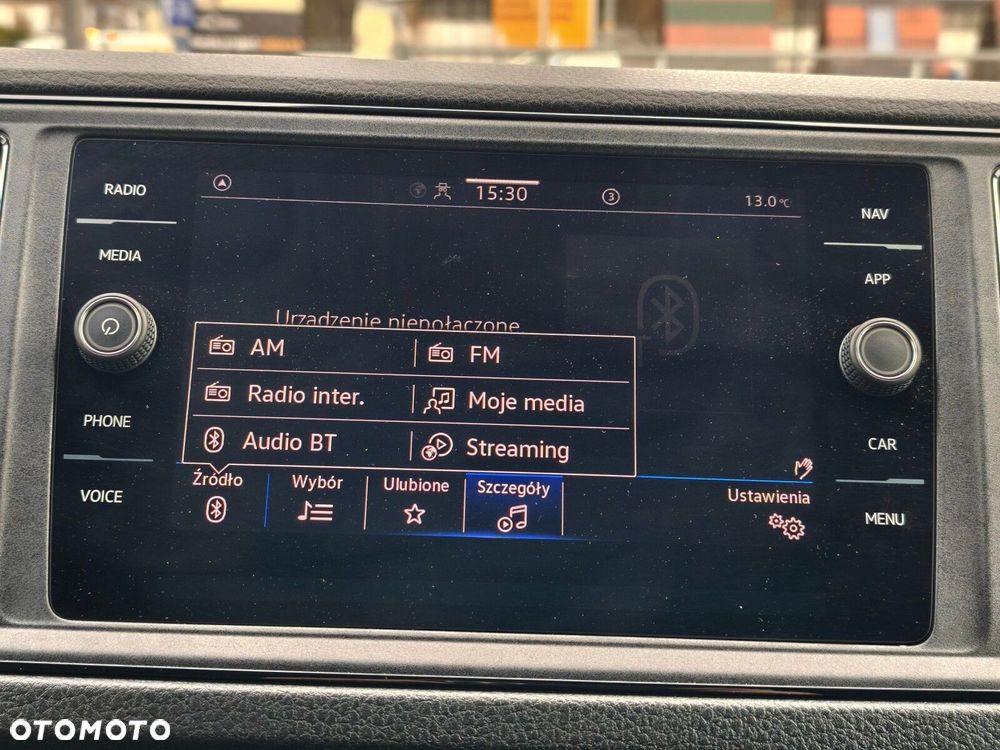 RADIO
MEDIA
PHONE
VOICE
15:30
3
13.0 °C
NAV
APP
CAR
MENU
Urządzenie niepołączone
AM
FM
Radio inter.
Moje media
Audio BT
Streaming
Źródło
Wybór
Ulubione
Szczegóły
Ustawienia
OTOMOTO